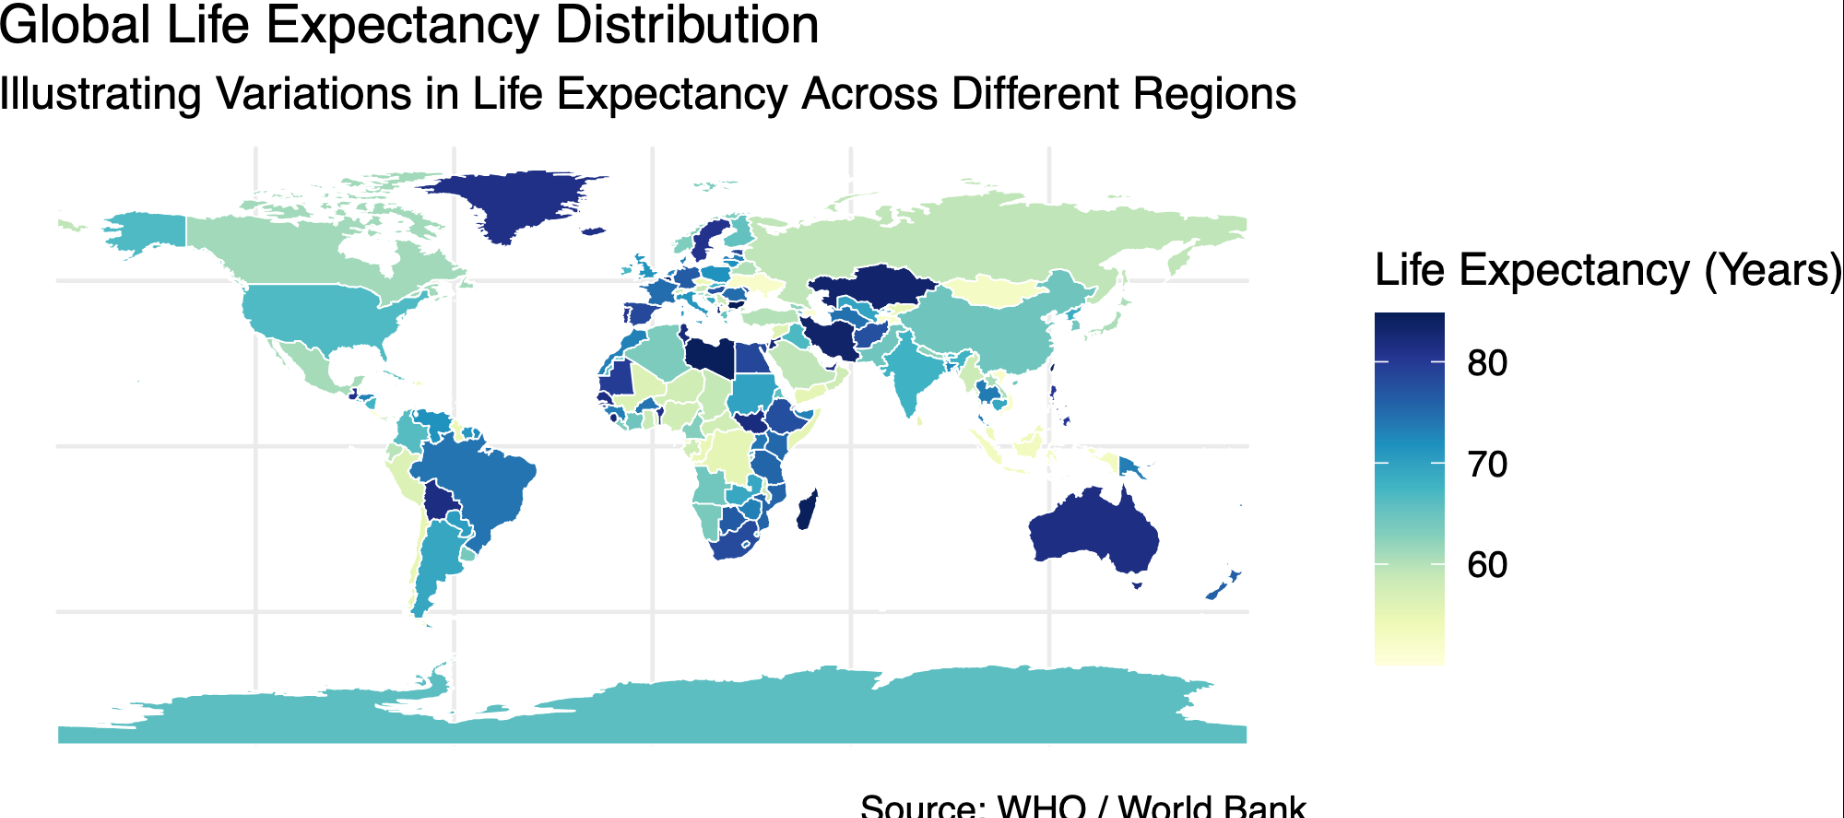 Global Life Expectancy Distribution
Illustrating Variations in Life Expectancy Across Different Regions
Life Expectancy (Years)
80
70
60
Source: WHO / World Bank